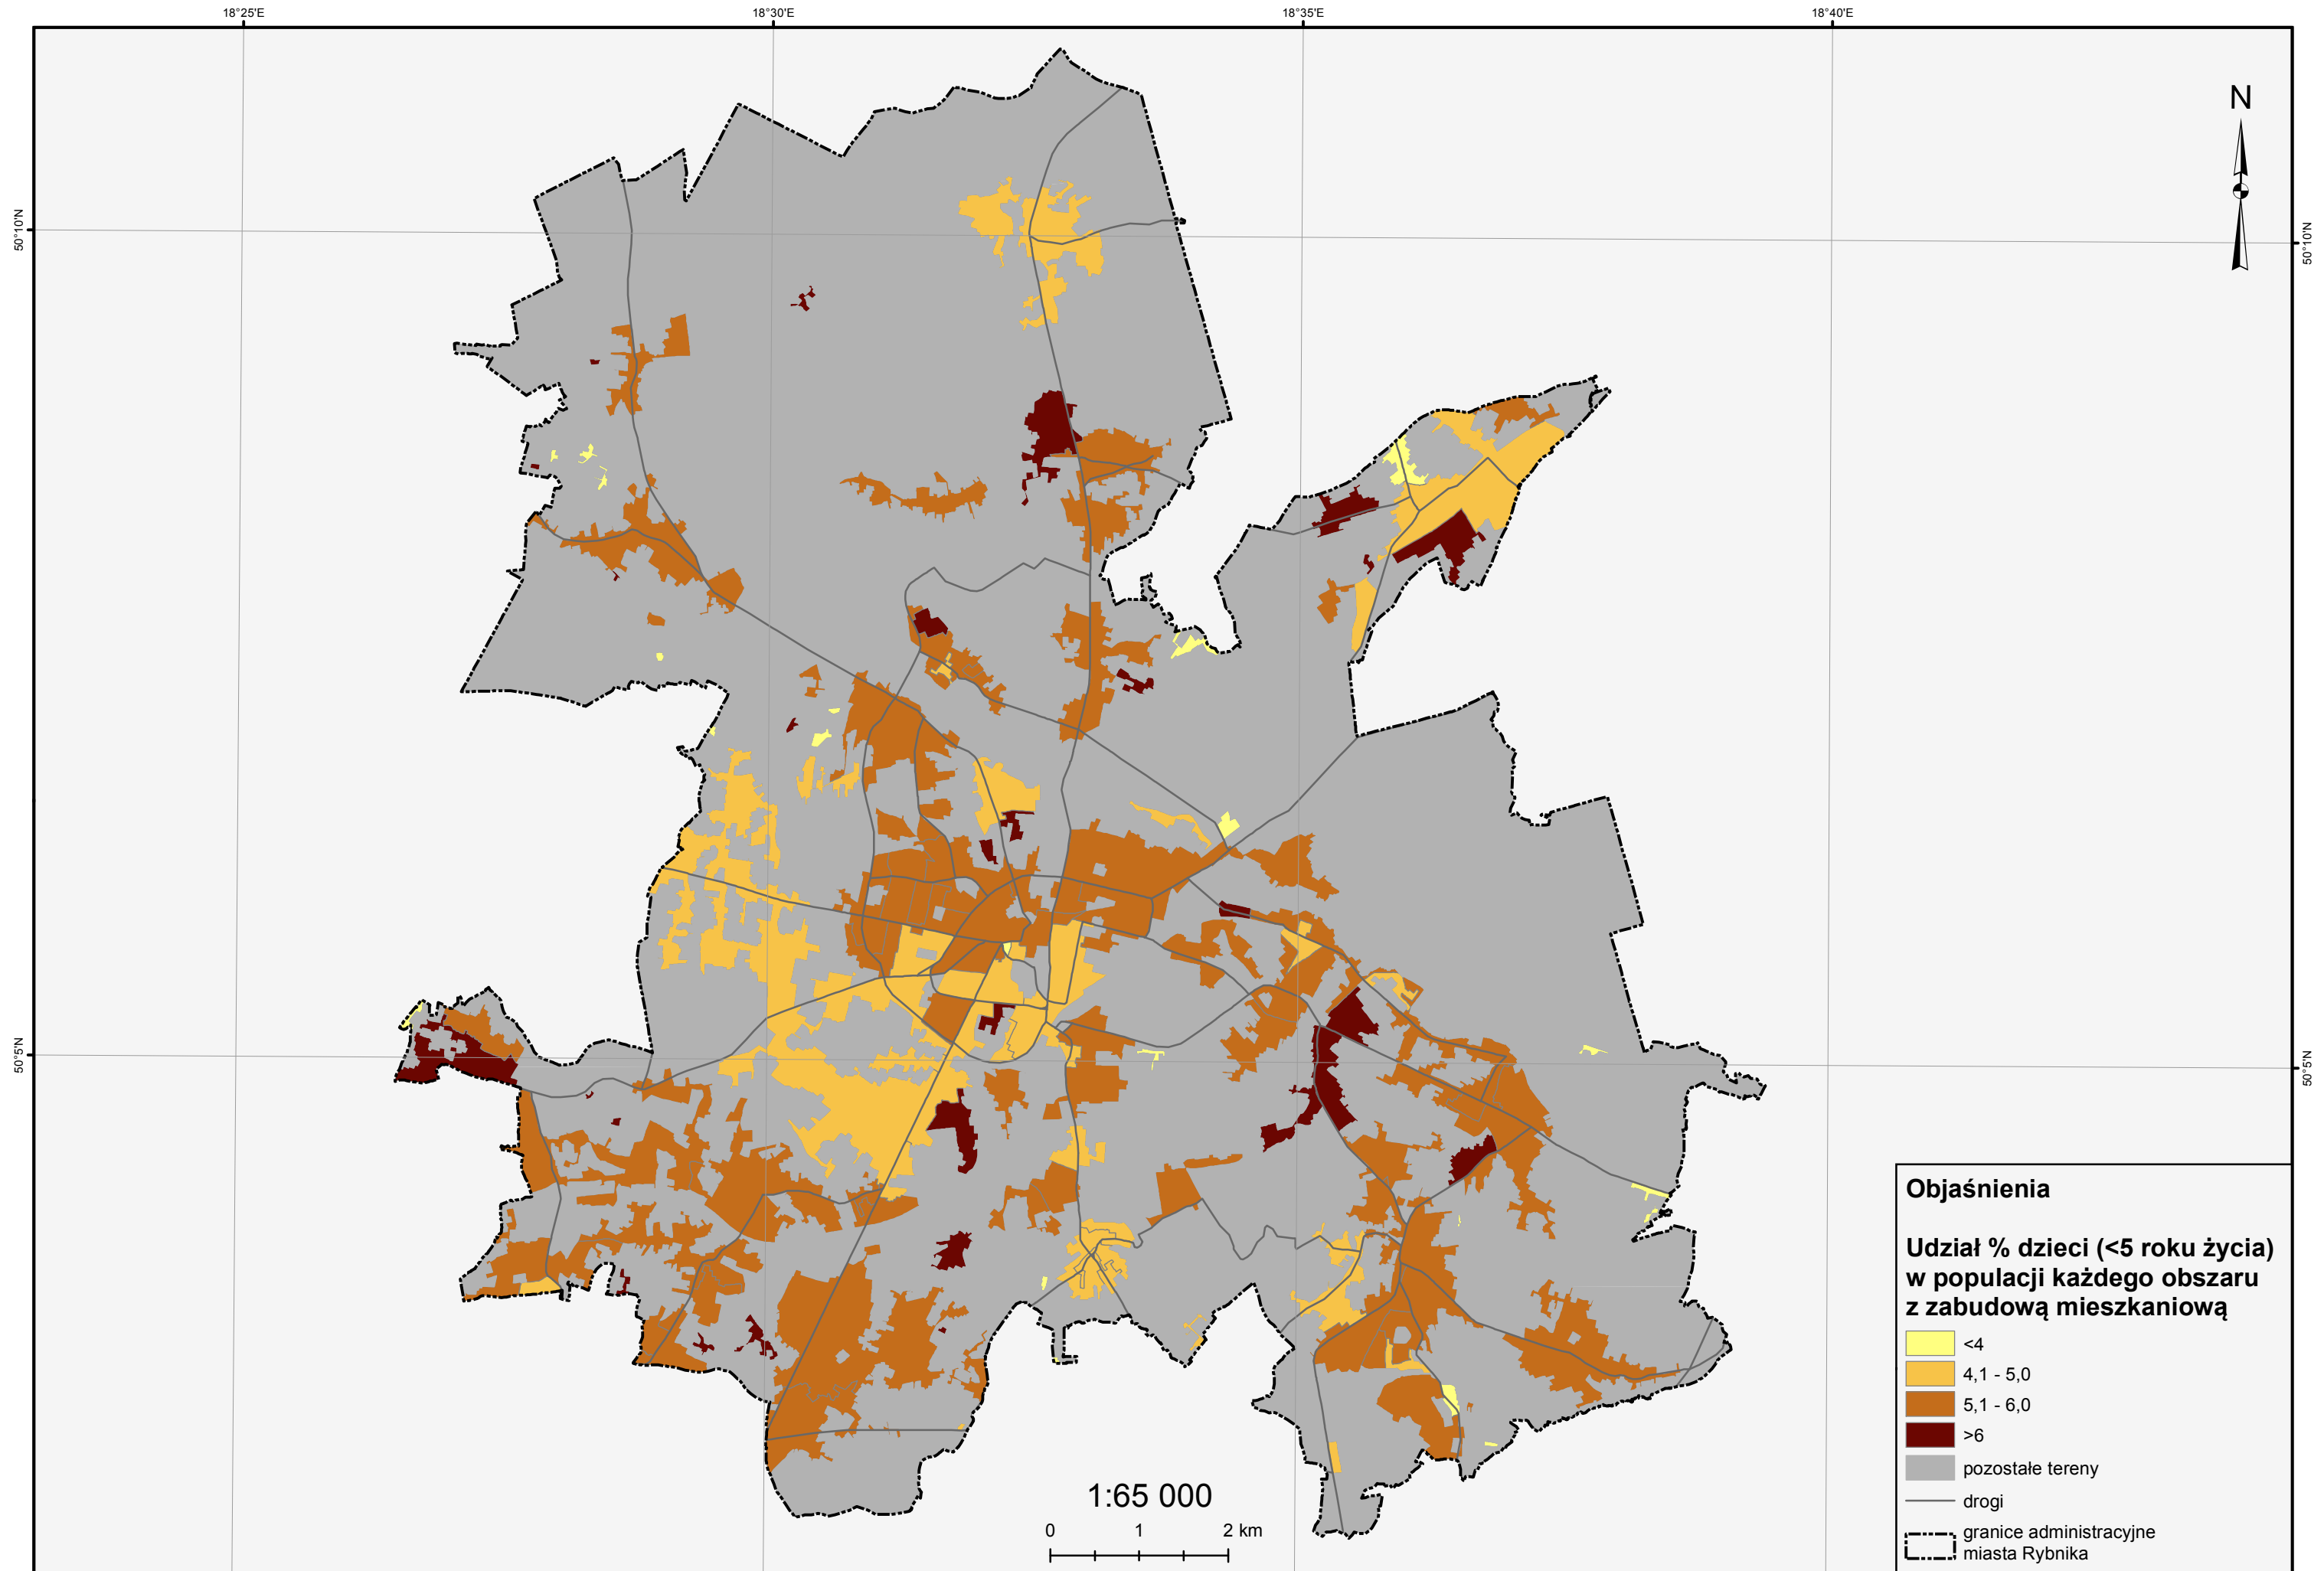 18°25'E
18°30'E
18°35'E
18°40'E
N
50°10'N
50°10'N
50°5'N
50°5'N
1:65 000
0 1 2 km
Objaśnienia
Udział % dzieci (<5 roku życia)
w populacji każdego obszaru
z zabudową mieszkaniową
<4
4,1 - 5,0
5,1 - 6,0
>6
pozostałe tereny
drogi
granice administracyjne
miasta Rybnika